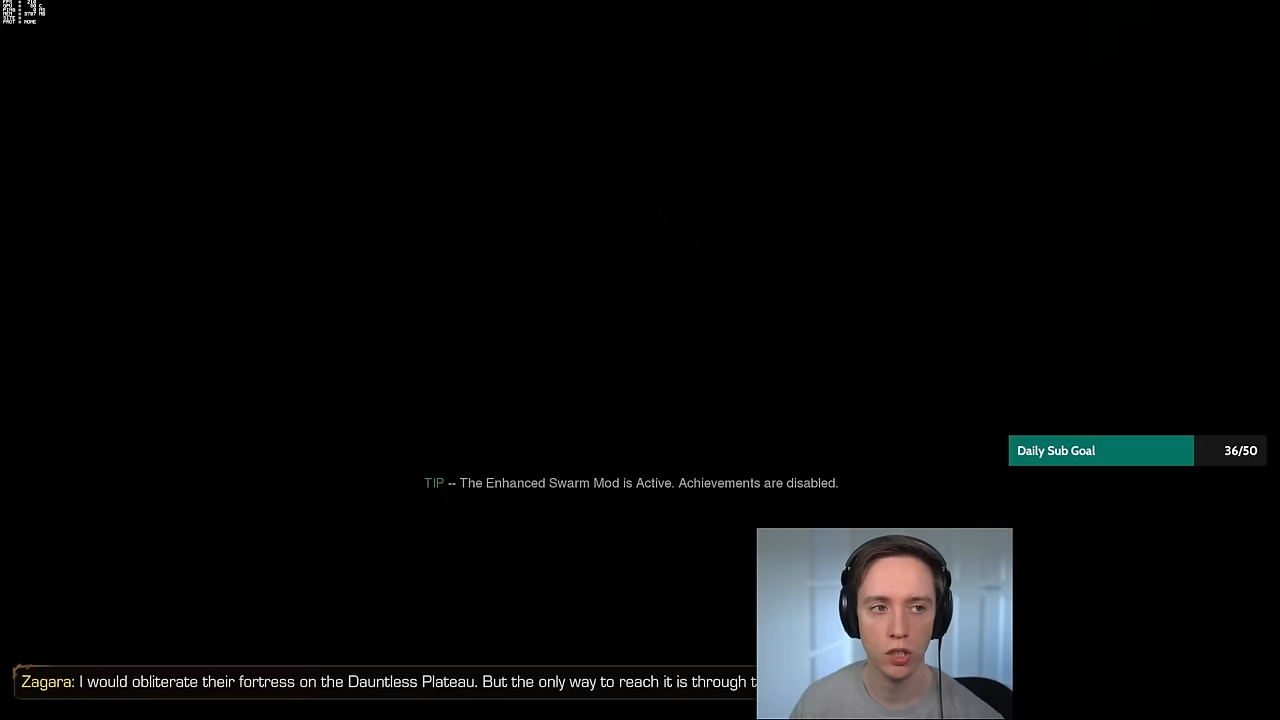 Daily Sub Goal 36/50
TIP -- The Enhanced Swarm Mod is Active. Achievements are disabled.
Zagara: I would obliterate their fortress on the Dauntless Plateau. But the only way to reach it is through